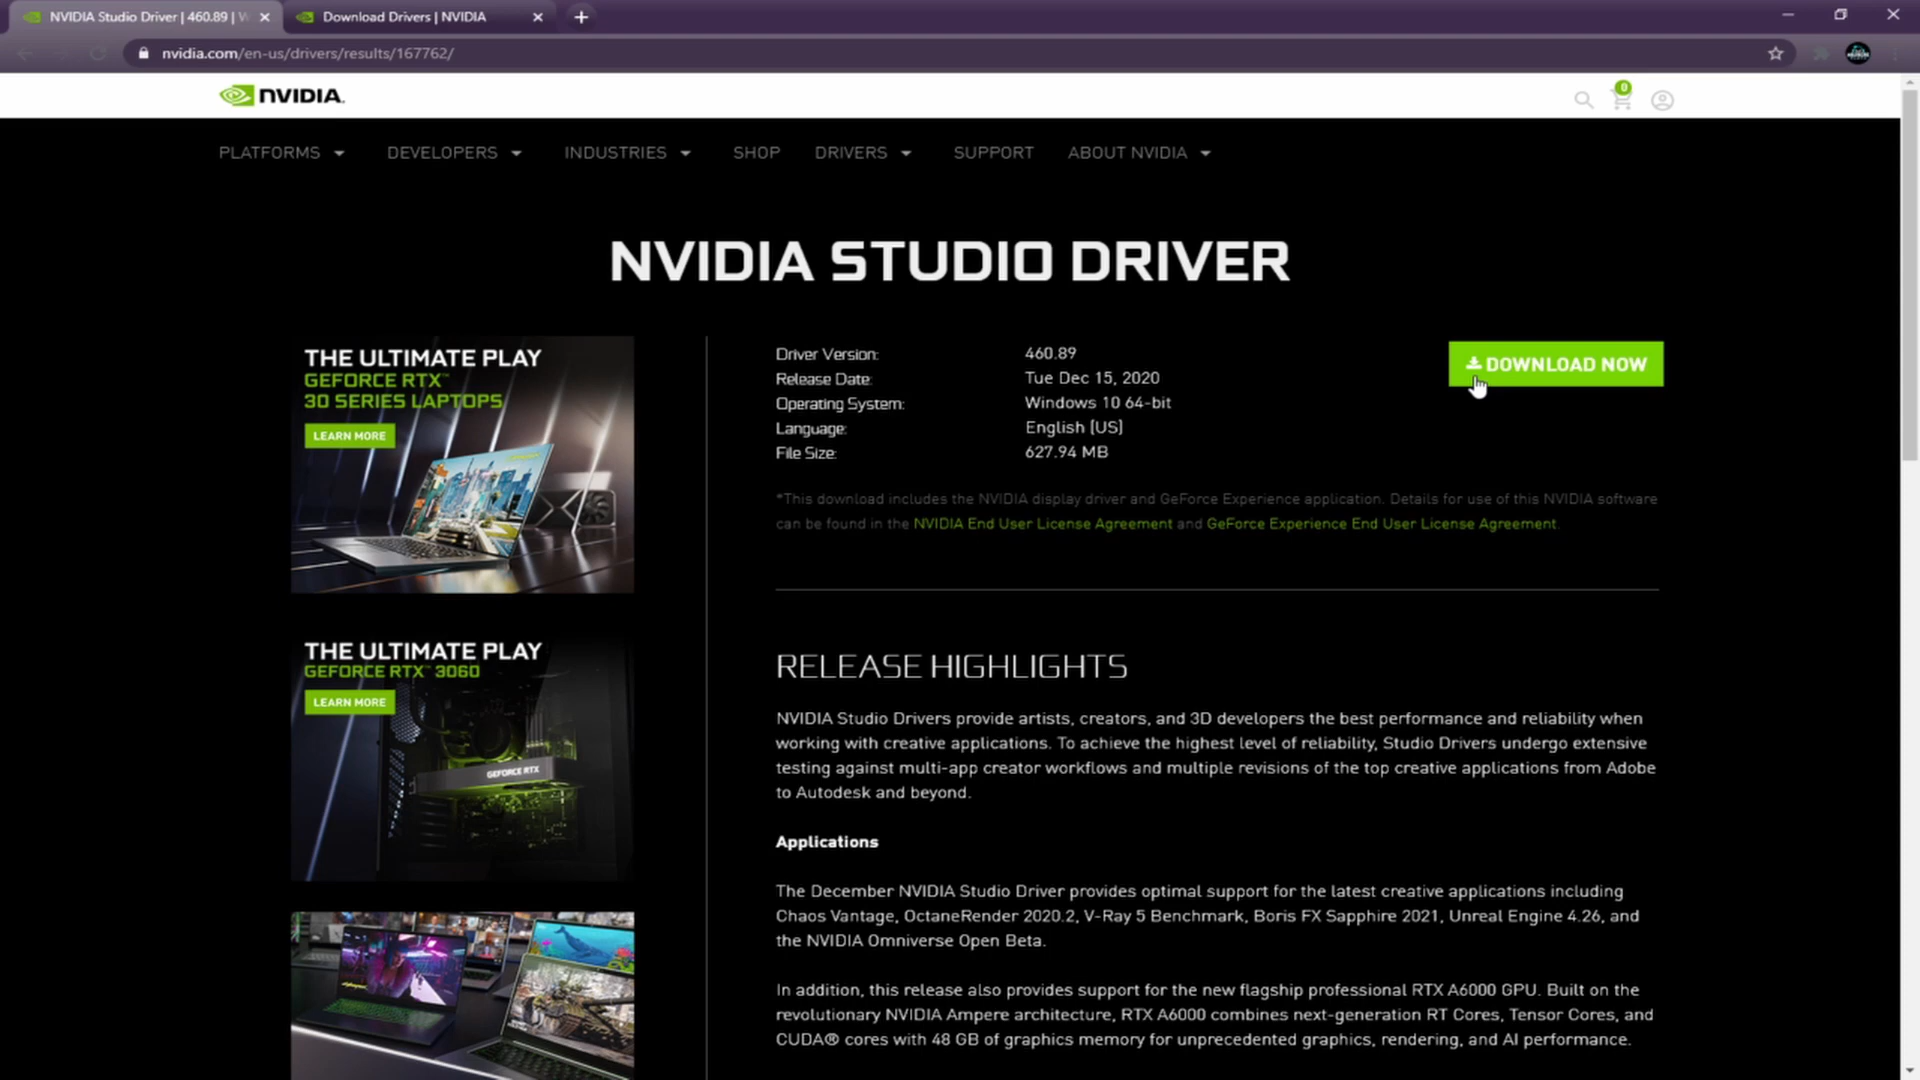 NVIDIA Studio Driver | 460.89 | W
Download Drivers | NVIDIA
nvidia.com/en-us/drivers/results/167762/
NVIDIA.
0
PLATFORMS DEVELOPERS INDUSTRIES SHOP DRIVERS SUPPORT ABOUT NVIDIA
NVIDIA STUDIO DRIVER
THE ULTIMATE PLAY
GEFORCE RTX™
30 SERIES LAPTOPS
LEARN MORE
Driver Version: 460.89
Release Date: Tue Dec 15, 2020
Operating System: Windows 10 64-bit
Language: English [US]
File Size: 627.94 MB
DOWNLOAD NOW
*This download includes the NVIDIA display driver and GeForce Experience application. Details for use of this NVIDIA software
can be found in the NVIDIA End User License Agreement and GeForce Experience End User License Agreement.
THE ULTIMATE PLAY
GEFORCE RTX™ 3060
LEARN MORE
GEFORCE RTX
RELEASE HIGHLIGHTS
NVIDIA Studio Drivers provide artists, creators, and 3D developers the best performance and reliability when
working with creative applications. To achieve the highest level of reliability, Studio Drivers undergo extensive
testing against multi-app creator workflows and multiple revisions of the top creative applications from Adobe
to Autodesk and beyond.
Applications
The December NVIDIA Studio Driver provides optimal support for the latest creative applications including
Chaos Vantage, OctaneRender 2020.2, V-Ray 5 Benchmark, Boris FX Sapphire 2021, Unreal Engine 4.26, and
the NVIDIA Omniverse Open Beta.
In addition, this release also provides support for the new flagship professional RTX A6000 GPU. Built on the
revolutionary NVIDIA Ampere architecture, RTX A6000 combines next-generation RT Cores, Tensor Cores, and
CUDA® cores with 48 GB of graphics memory for unprecedented graphics, rendering, and AI performance.